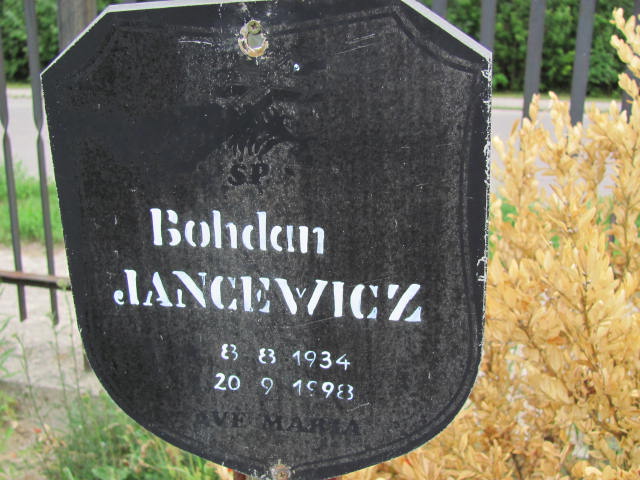 SP
Bohdan
JANCEWICZ
8 8 1934
20 9 1998
AVE MARIA